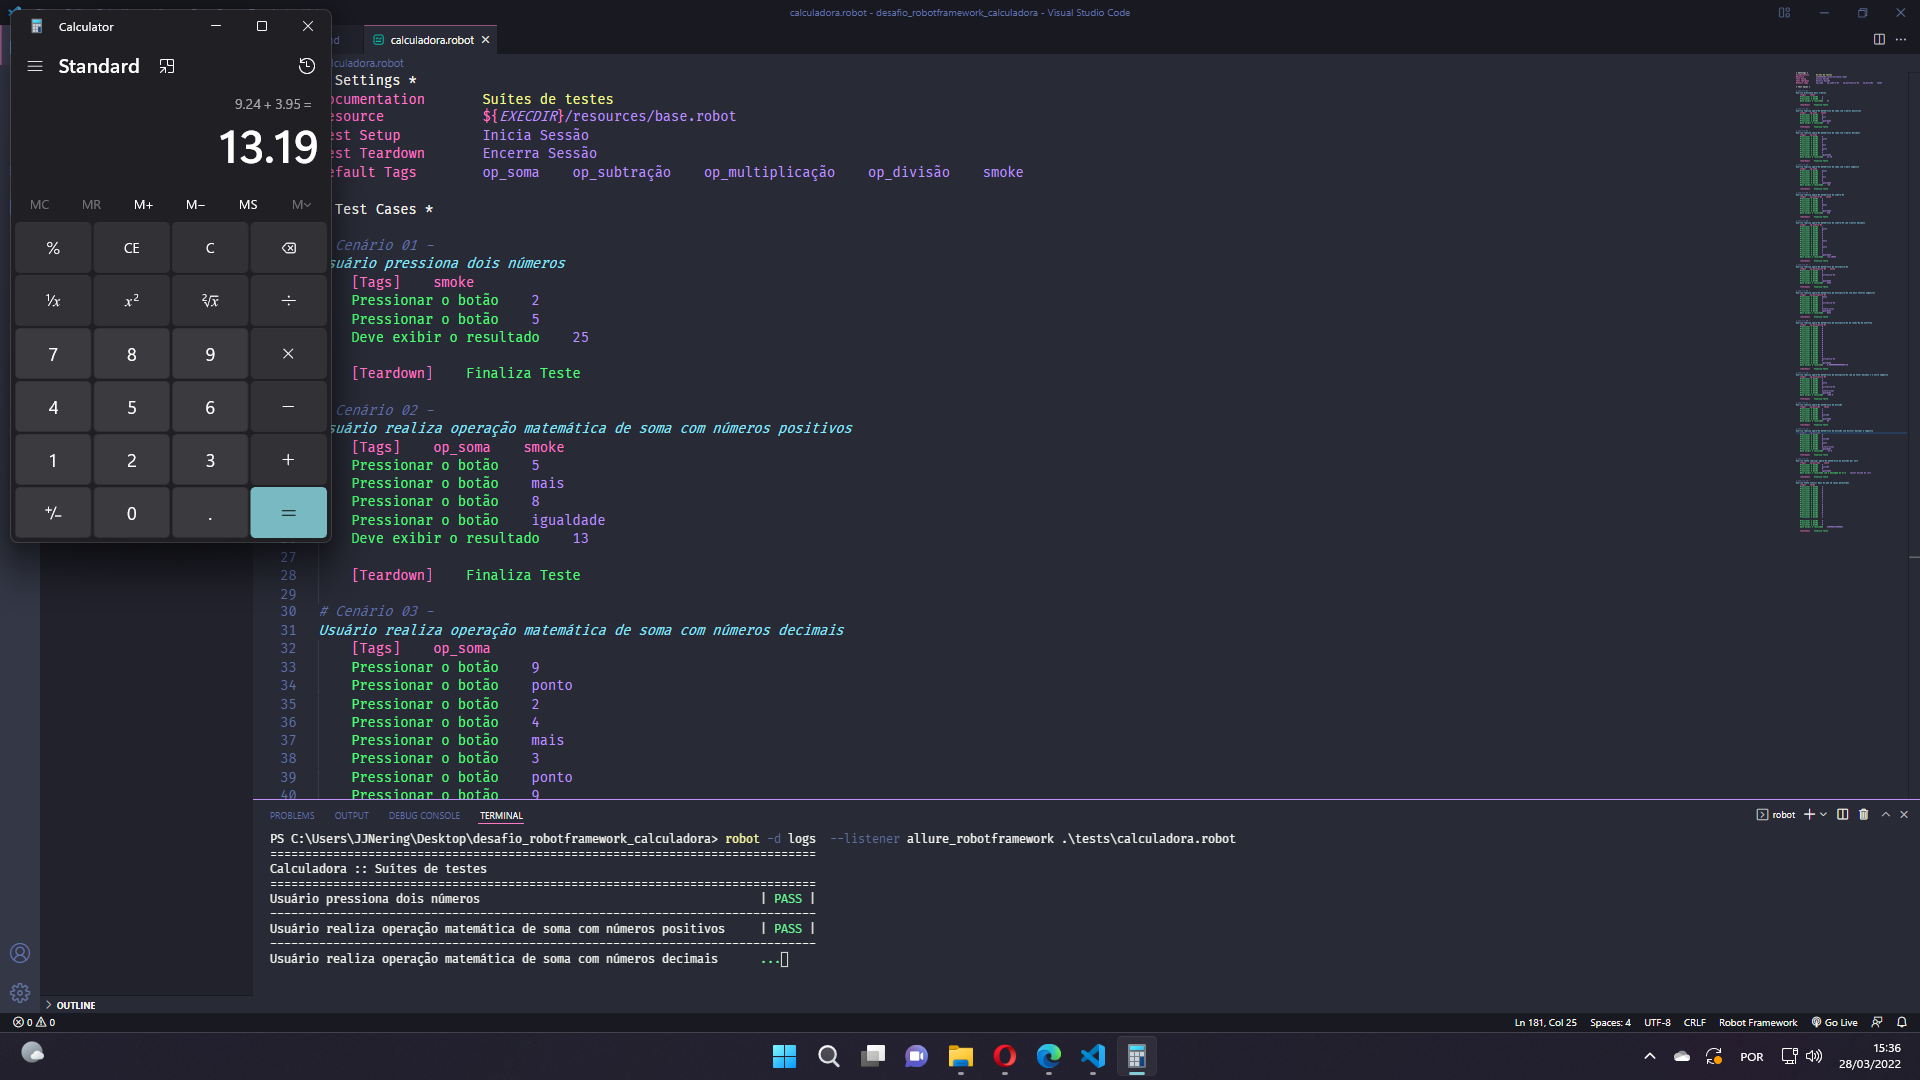 calculadora.robot - desafio_robotframework_calculadora - Visual Studio Code
Calculator
Standard
9.24 + 3.95 =
13.19
MC MR M+ M− MS M
% CE C
¹/x x² ²√x ÷
7 8 9 ×
4 5 6 −
1 2 3 +
+/− 0 . =
calculadora.robot
lculadora.robot
Settings *
ocumentation Suítes de testes
esource ${EXECDIR}/resources/base.robot
est Setup Inicia Sessão
est Teardown Encerra Sessão
efault Tags op_soma op_subtração op_multiplicação op_divisão smoke
Test Cases *
Cenário 01 -
suário pressiona dois números
[Tags] smoke
Pressionar o botão 2
Pressionar o botão 5
Deve exibir o resultado 25
[Teardown] Finaliza Teste
Cenário 02 -
suário realiza operação matemática de soma com números positivos
[Tags] op_soma smoke
Pressionar o botão 5
Pressionar o botão mais
Pressionar o botão 8
Pressionar o botão igualdade
Deve exibir o resultado 13
27
28 [Teardown] Finaliza Teste
29
30 # Cenário 03 -
31 Usuário realiza operação matemática de soma com números decimais
32 [Tags] op_soma
33 Pressionar o botão 9
34 Pressionar o botão ponto
35 Pressionar o botão 2
36 Pressionar o botão 4
37 Pressionar o botão mais
38 Pressionar o botão 3
39 Pressionar o botão ponto
40 Pressionar o botão 9
PROBLEMS OUTPUT DEBUG CONSOLE TERMINAL
robot
PS C:\Users\JJNering\Desktop\desafio_robotframework_calculadora> robot -d logs --listener allure_robotframework .\tests\calculadora.robot
==============================================================================
Calculadora :: Suítes de testes
==============================================================================
Usuário pressiona dois números | PASS |
------------------------------------------------------------------------------
Usuário realiza operação matemática de soma com números positivos | PASS |
------------------------------------------------------------------------------
Usuário realiza operação matemática de soma com números decimais ...
OUTLINE
0 0
Ln 181, Col 25 Spaces: 4 UTF-8 CRLF Robot Framework Go Live
POR
15:36
28/03/2022